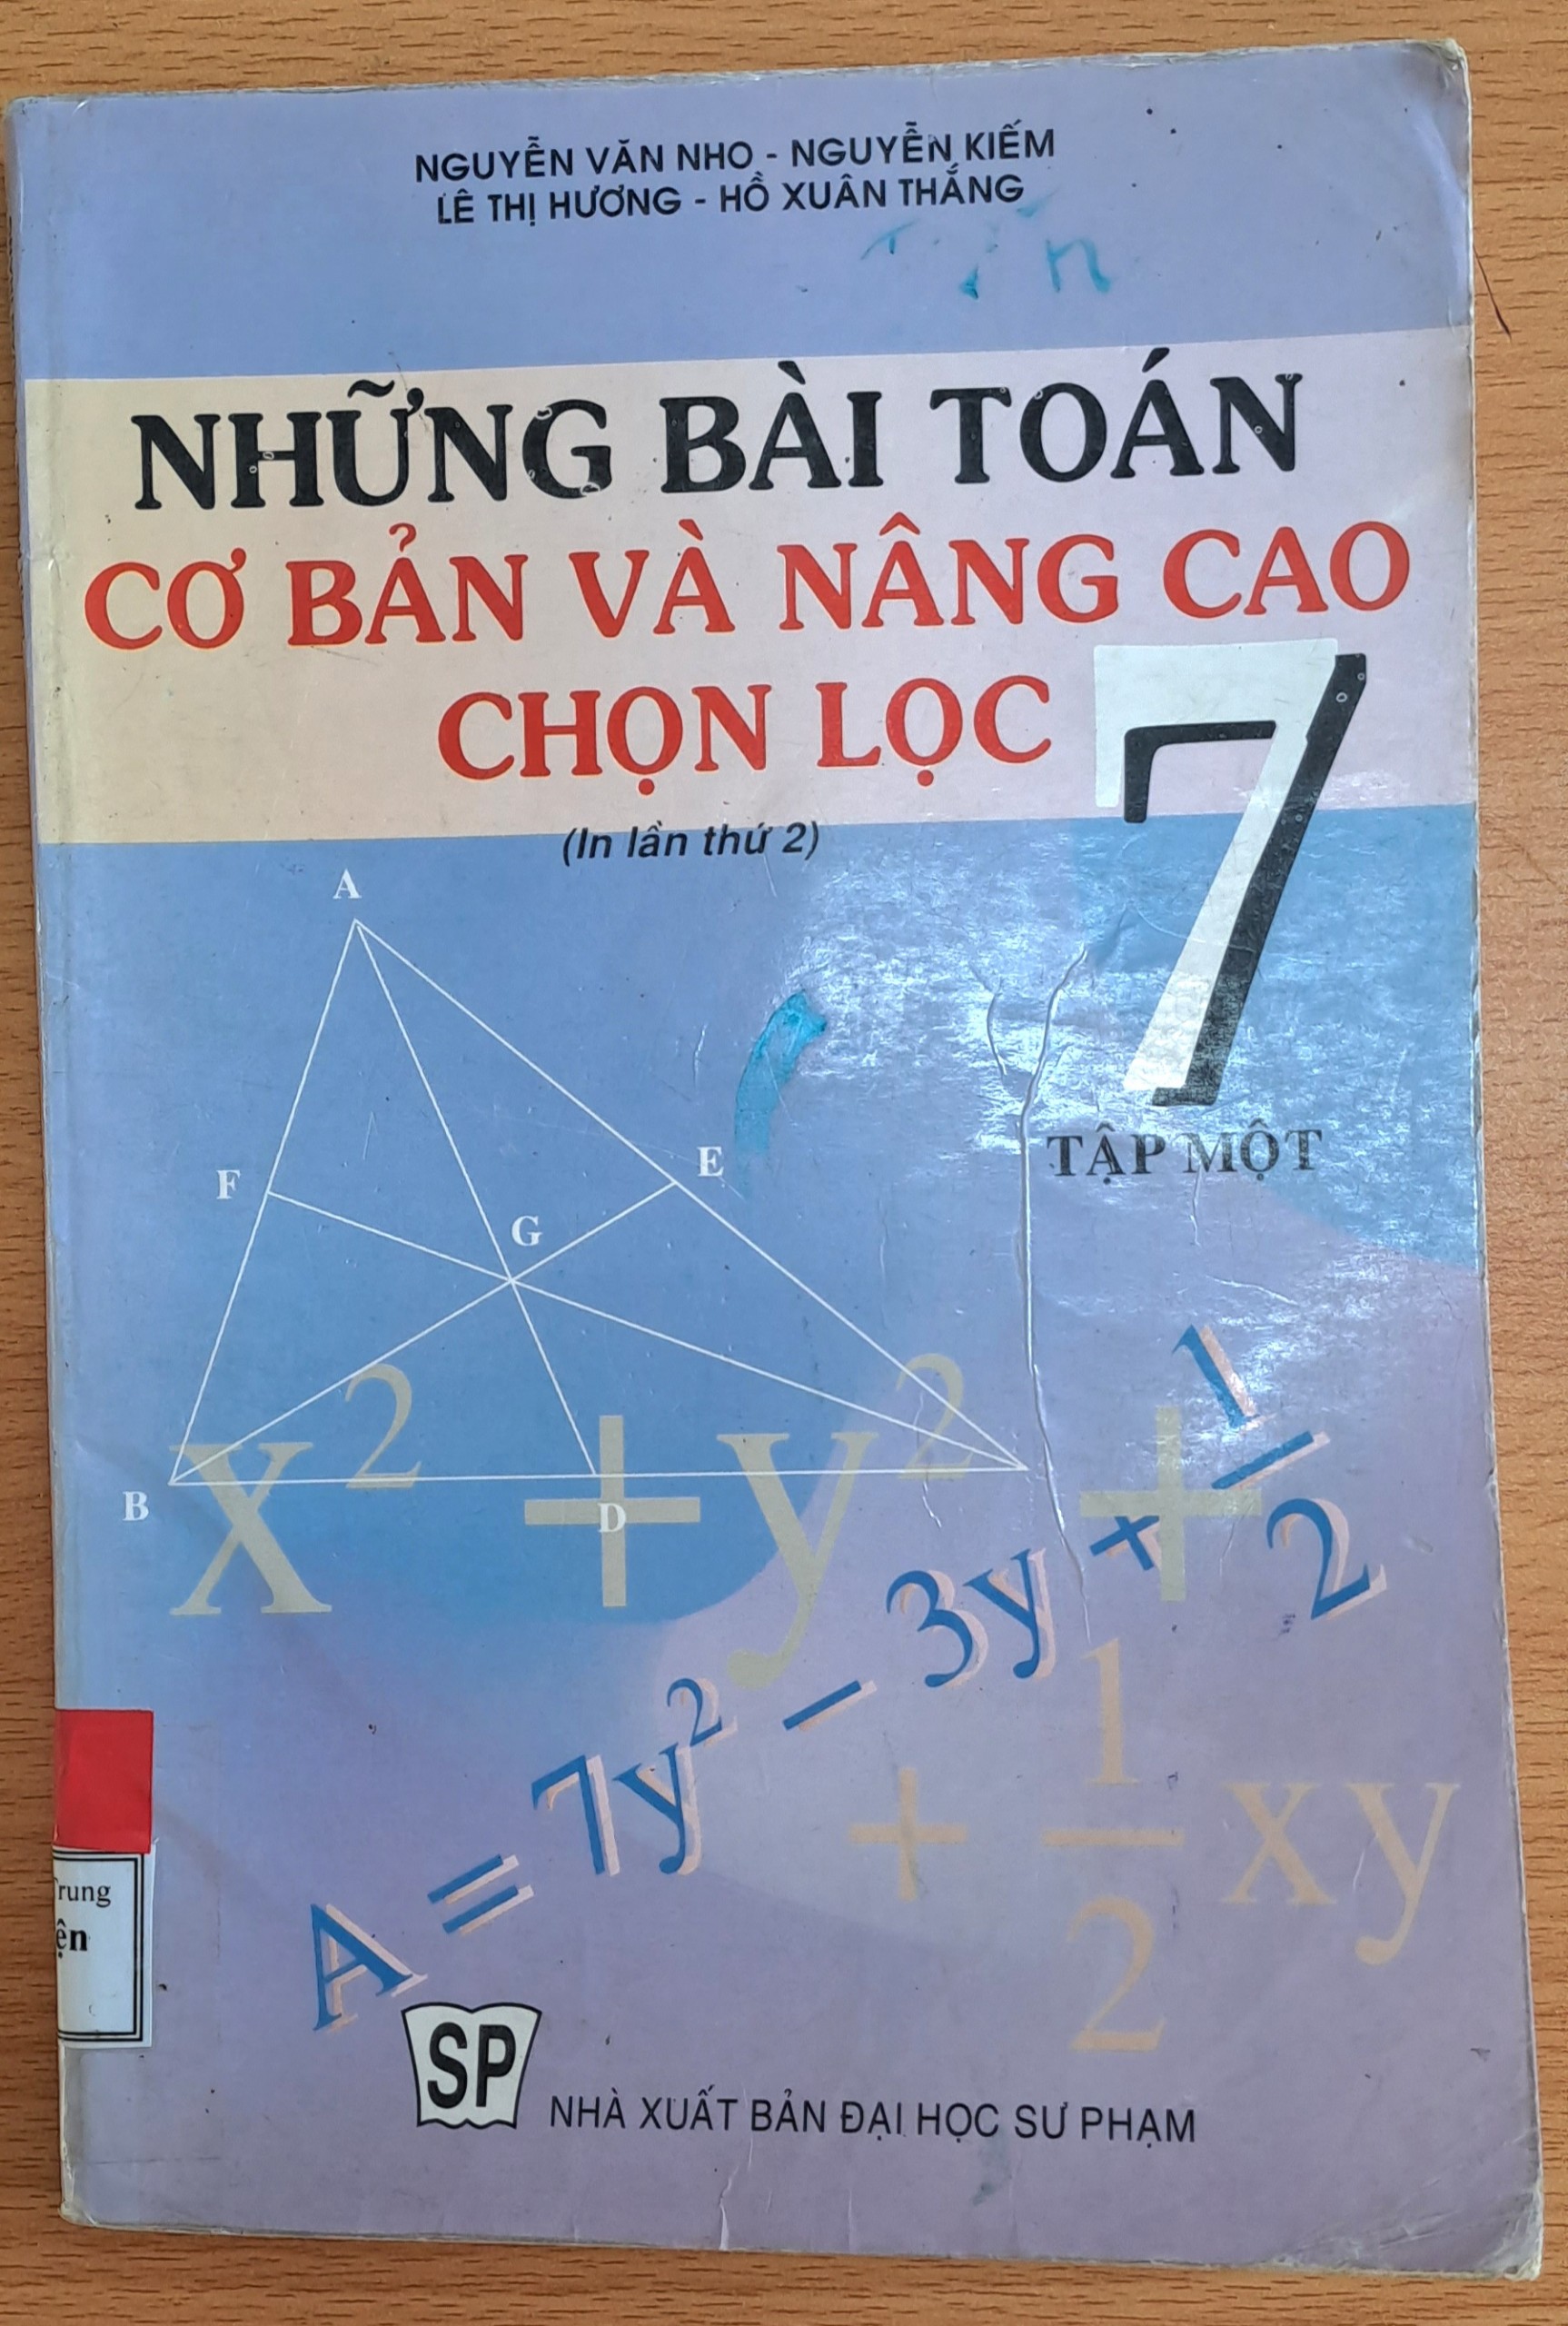 NGUYỄN VĂN NHO - NGUYỄN KIẾM
LÊ THỊ HƯƠNG - HỒ XUÂN THẮNG
NHỮNG BÀI TOÁN
CƠ BẢN VÀ NÂNG CAO
CHỌN LỌC 7
(In lần thứ 2)
TẬP MỘT
A
F
E
G
B
D
x² + y² +
+ 1/2 xy
A = 7y² − 3y + 1/2
rung
ện
SP
NHÀ XUẤT BẢN ĐẠI HỌC SƯ PHẠM